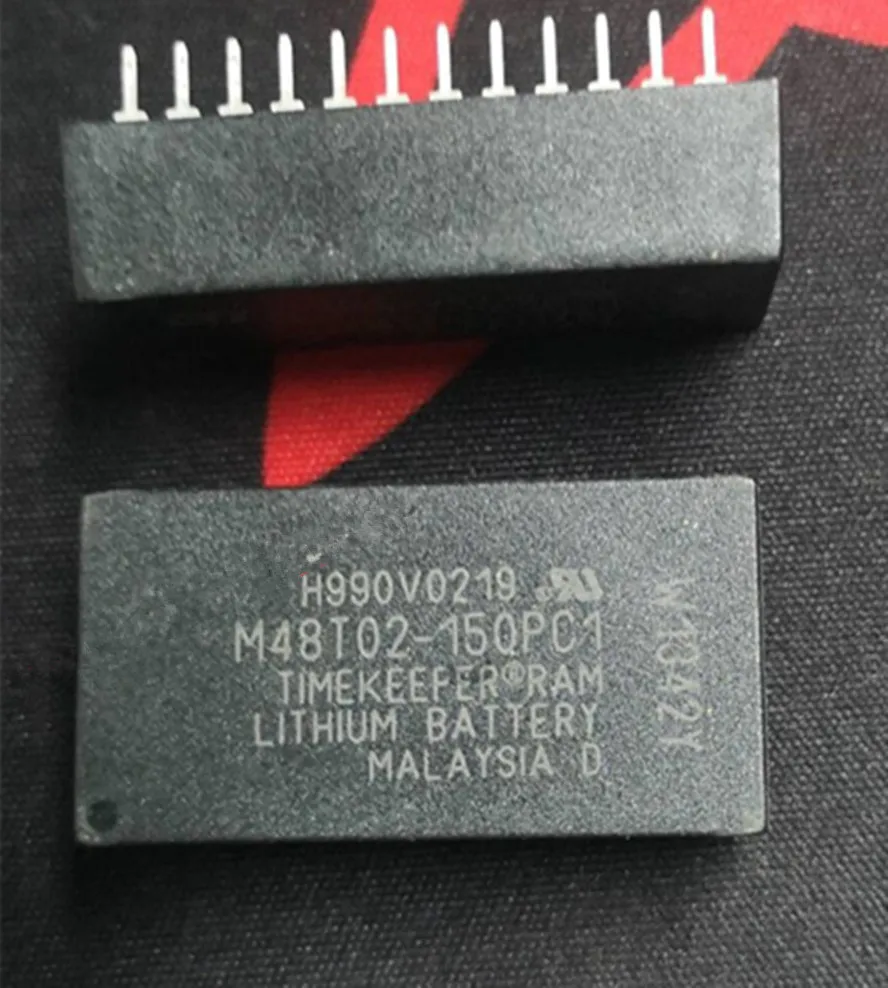 H990V0219
M48T02-150PC1
TIMEKEEPER®RAM
LITHIUM BATTERY
MALAYSIA D
W1042Y